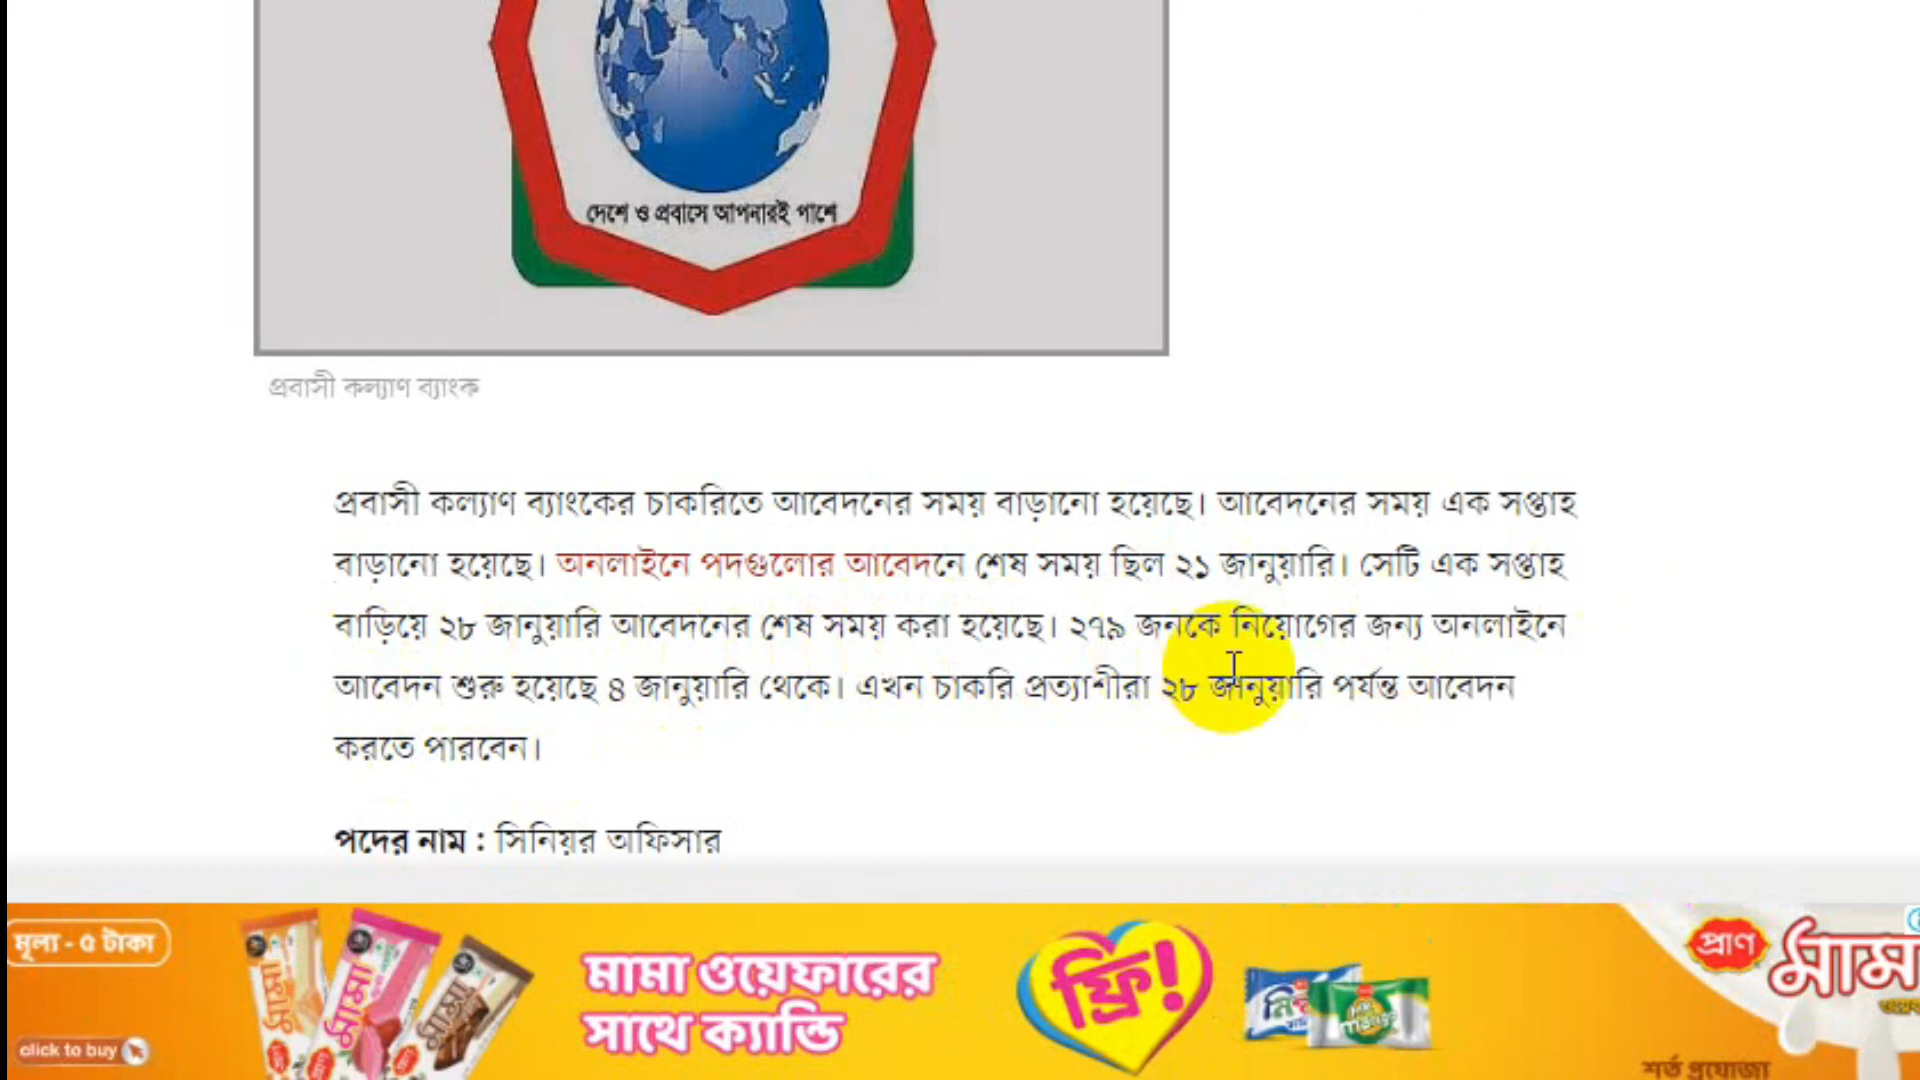 দেশে ও প্রবাসে আপনারই পাশে
প্রবাসী কল্যাণ ব্যাংক
প্রবাসী কল্যাণ ব্যাংকের চাকরিতে আবেদনের সময় বাড়ানো হয়েছে। আবেদনের সময় এক সপ্তাহ
বাড়ানো হয়েছে। অনলাইনে পদগুলোর আবেদনে শেষ সময় ছিল ২১ জানুয়ারি। সেটি এক সপ্তাহ
বাড়িয়ে ২৮ জানুয়ারি আবেদনের শেষ সময় করা হয়েছে। ২৭৯ জনকে নিয়োগের জন্য অনলাইনে
আবেদন শুরু হয়েছে ৪ জানুয়ারি থেকে। এখন চাকরি প্রত্যাশীরা ২৮ জানুয়ারি পর্যন্ত আবেদন
করতে পারবেন।
পদের নাম : সিনিয়র অফিসার
মূল্য - ৫ টাকা
মামা ওয়েফারের
সাথে ক্যান্ডি
ফ্রি!
প্রাণ
মামা
মামা
মামা
মামা
mango
click to buy
শর্ত প্রযোজ্য